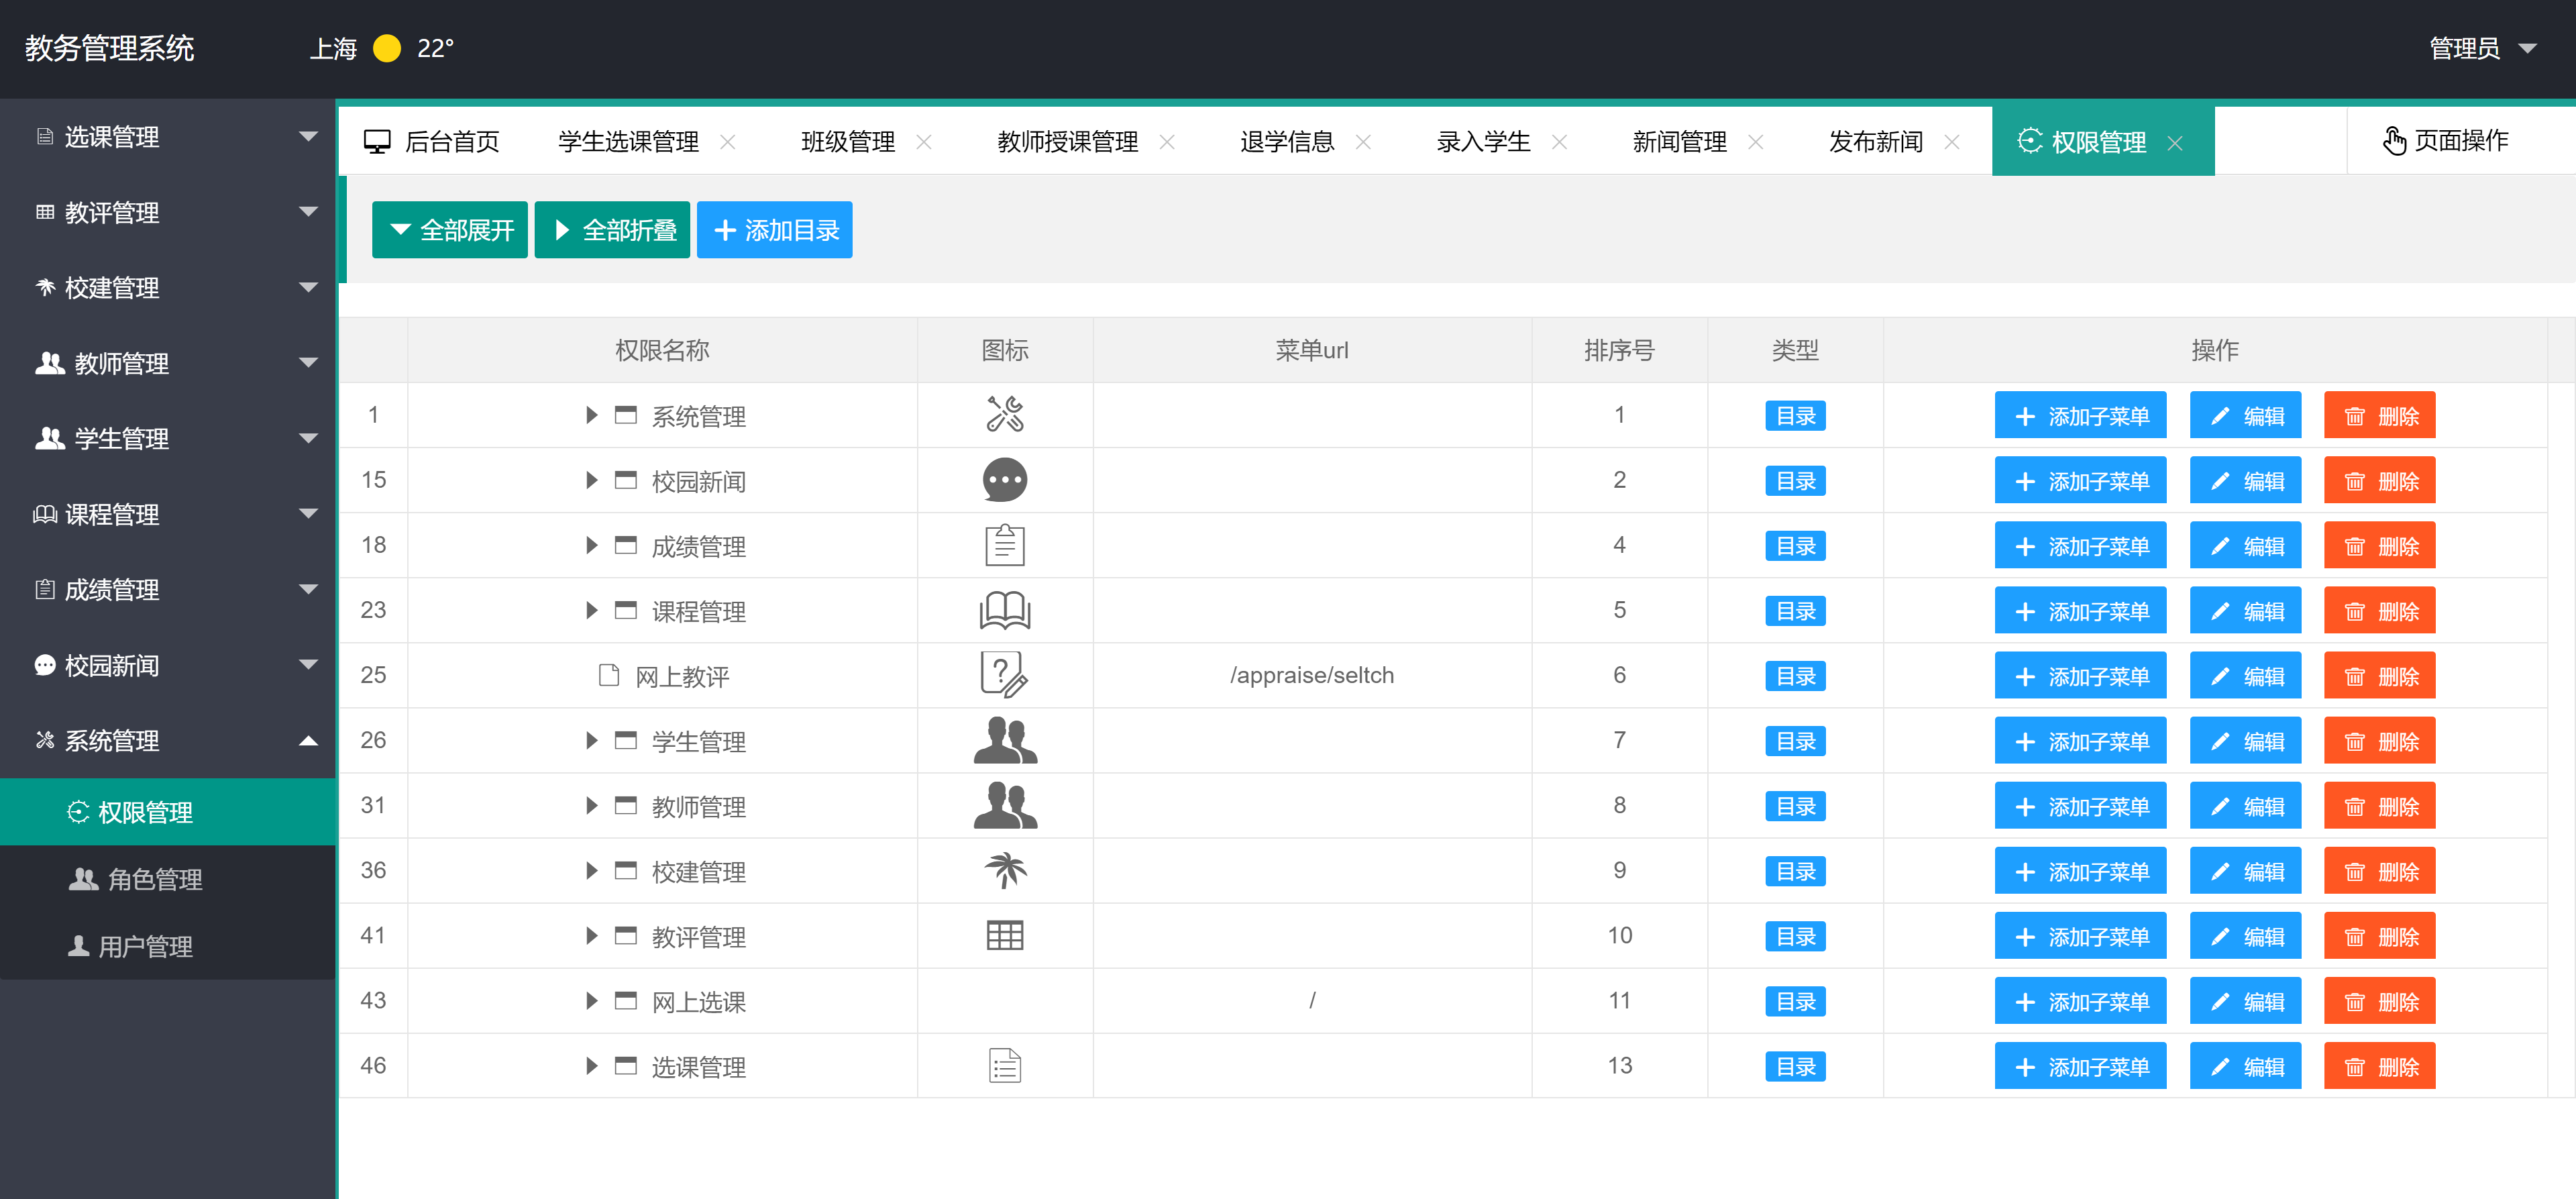 教务管理系统 上海 22° 管理员
选课管理
教评管理
校建管理
教师管理
学生管理
课程管理
成绩管理
校园新闻
系统管理
权限管理
角色管理
用户管理
后台首页 学生选课管理 班级管理 教师授课管理 退学信息 录入学生 新闻管理 发布新闻 权限管理 页面操作
全部展开 全部折叠 添加目录
权限名称 图标 菜单url 排序号 类型 操作
1 系统管理 1 目录 添加子菜单 编辑 删除
15 校园新闻 2 目录 添加子菜单 编辑 删除
18 成绩管理 4 目录 添加子菜单 编辑 删除
23 课程管理 5 目录 添加子菜单 编辑 删除
25 网上教评 /appraise/seltch 6 目录 添加子菜单 编辑 删除
26 学生管理 7 目录 添加子菜单 编辑 删除
31 教师管理 8 目录 添加子菜单 编辑 删除
36 校建管理 9 目录 添加子菜单 编辑 删除
41 教评管理 10 目录 添加子菜单 编辑 删除
43 网上选课 / 11 目录 添加子菜单 编辑 删除
46 选课管理 13 目录 添加子菜单 编辑 删除